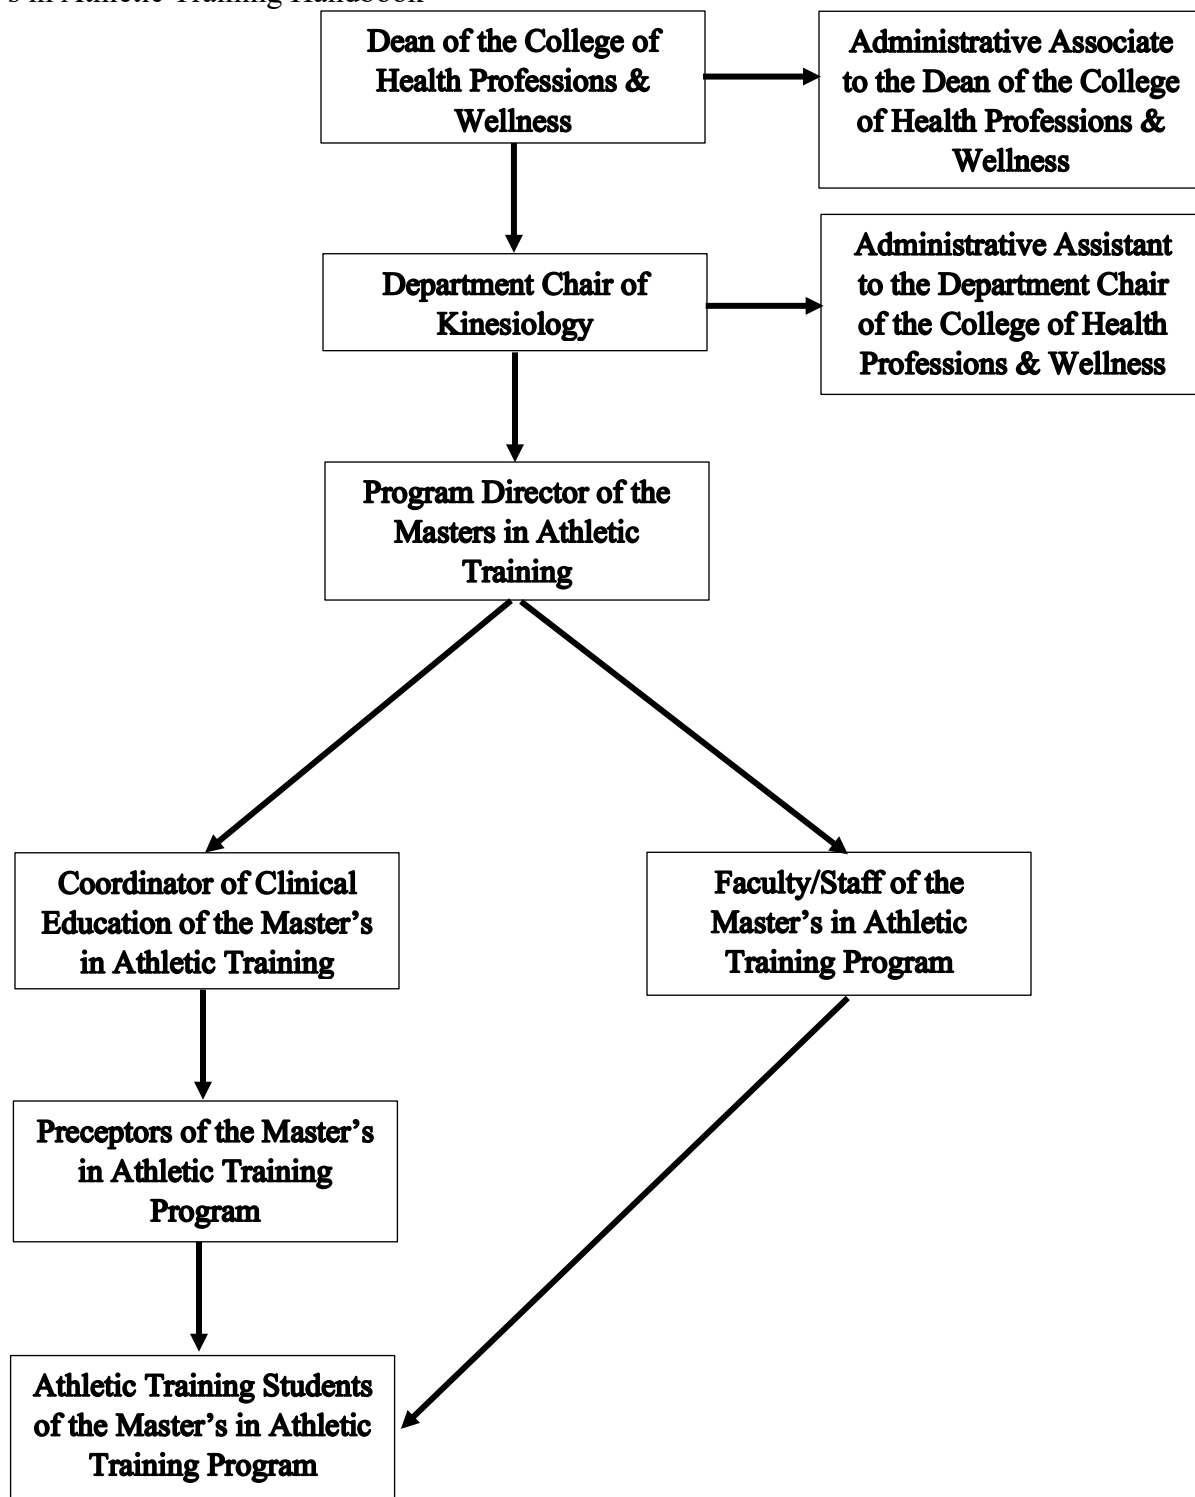 s in Athletic Training Handbook
Dean of the College of
Health Professions &
Wellness
Administrative Associate
to the Dean of the College
of Health Professions &
Wellness
Department Chair of
Kinesiology
Administrative Assistant
to the Department Chair
of the College of Health
Professions & Wellness
Program Director of the
Masters in Athletic
Training
Coordinator of Clinical
Education of the Master’s
in Athletic Training
Faculty/Staff of the
Master’s in Athletic
Training Program
Preceptors of the Master’s
in Athletic Training
Program
Athletic Training Students
of the Master’s in Athletic
Training Program